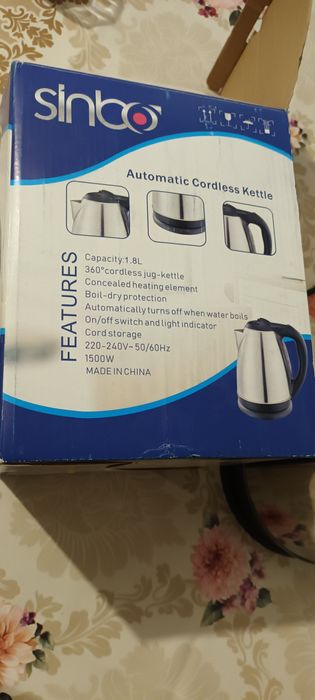 sinbo
Automatic Cordless Kettle
FEATURES
Capacity:1.8L
360°cordless jug-kettle
Concealed heating element
Boil-dry protection
Automatically turns off when water boils
On/off switch and light indicator
Cord storage
220-240V~50/60Hz
1500W
MADE IN CHINA